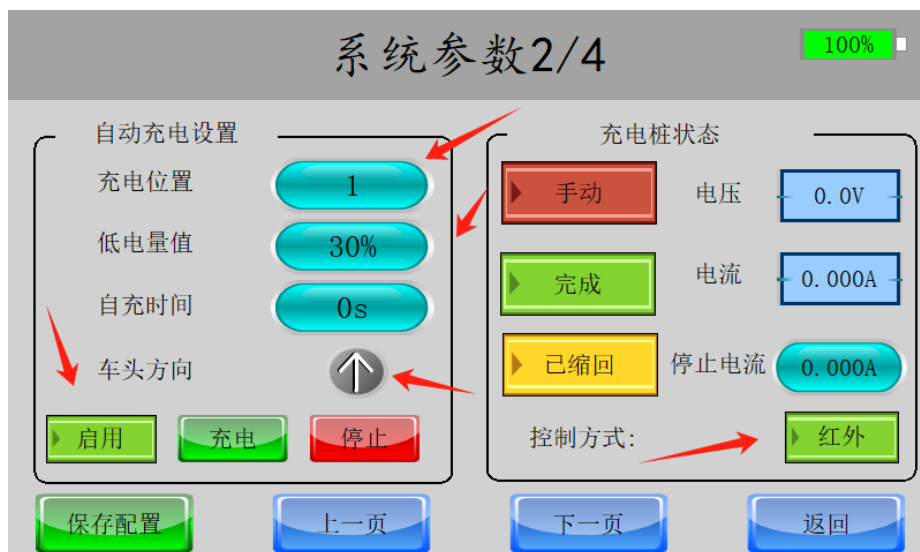 系统参数2/4
100%
自动充电设置
充电位置 1
低电量值 30%
自充时间 0s
车头方向
启用 充电 停止
充电桩状态
手动 电压 0.0V
完成 电流 0.000A
已缩回 停止电流 0.000A
控制方式: 红外
保存配置 上一页 下一页 返回